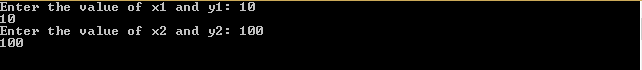 Enter the value of x1 and y1: 10
10
Enter the value of x2 and y2: 100
100